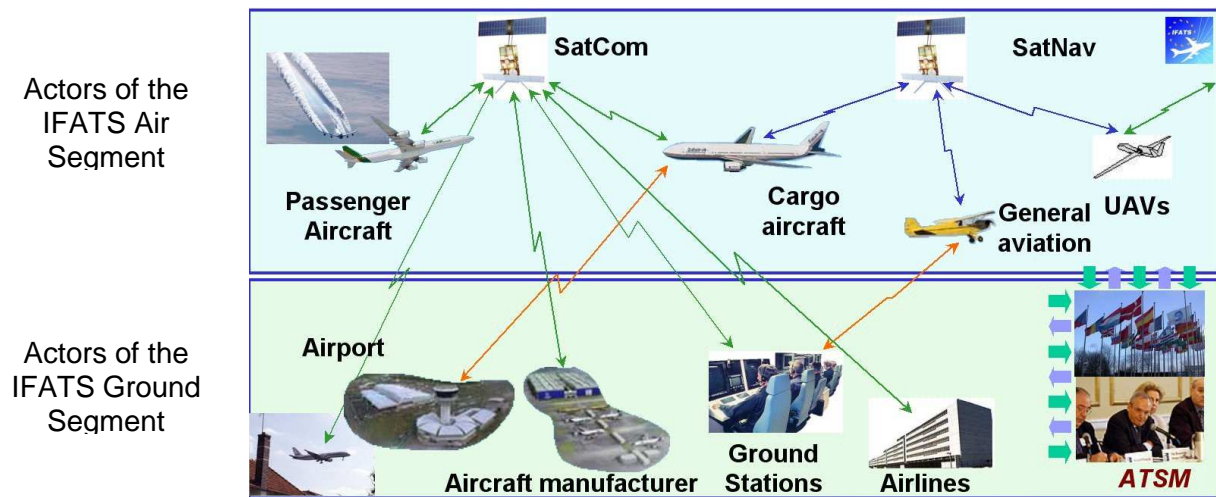 Actors of the
IFATS Air
Segment
SatCom
SatNav
IFATS
Passenger
Aircraft
Cargo
aircraft
General
aviation
UAVs
Actors of the
IFATS Ground
Segment
Airport
Aircraft manufacturer
Ground
Stations
Airlines
ATSM